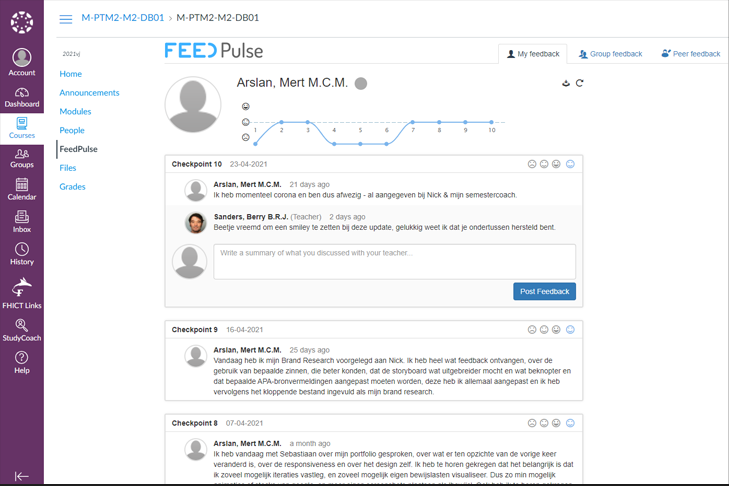 M-PTM2-M2-DB01 > M-PTM2-M2-DB01
Account
Dashboard
Courses
Groups
Calendar
Inbox
History
FHICT Links
StudyCoach
Help
2021vj
Home
Announcements
Modules
People
FeedPulse
Files
Grades
FEEDPulse
My feedback
Group feedback
Peer feedback
Arslan, Mert M.C.M.
1 2 3 4 5 6 7 8 9 10
Checkpoint 10 23-04-2021
Arslan, Mert M.C.M. 21 days ago
Ik heb momenteel corona en ben dus afwezig - al aangegeven bij Nick & mijn semestercoach.
Sanders, Berry B.R.J. (Teacher) 2 days ago
Beetje vreemd om een smiley te zetten bij deze update, gelukkig weet ik dat je ondertussen hersteld bent.
Write a summary of what you discussed with your teacher...
Post Feedback
Checkpoint 9 16-04-2021
Arslan, Mert M.C.M. 25 days ago
Vandaag heb ik mijn Brand Research voorgelegd aan Nick. Ik heb heel wat feedback ontvangen, over de
gebruik van bepaalde zinnen, die beter konden, dat de storyboard wat uitgebreider mocht en wat beknopter en
dat bepaalde APA-bronvermeldingen aangepast moeten worden, deze heb ik allemaal aangepast en ik heb
vervolgens het kloppende bestand ingevuld als mijn brand research.
Checkpoint 8 07-04-2021
Arslan, Mert M.C.M. a month ago
Ik heb vandaag met Sebastiaan over mijn portfolio gesproken, over wat er ten opzichte van de vorige keer
veranderd is, over de responsiveness en over het design zelf. Ik heb te horen gekregen dat het belangrijk is dat
ik zoveel mogelijk iteraties vastleg, en zoveel mogelijk eigen bewijslasten visualiseer. Dus zo min mogelijk